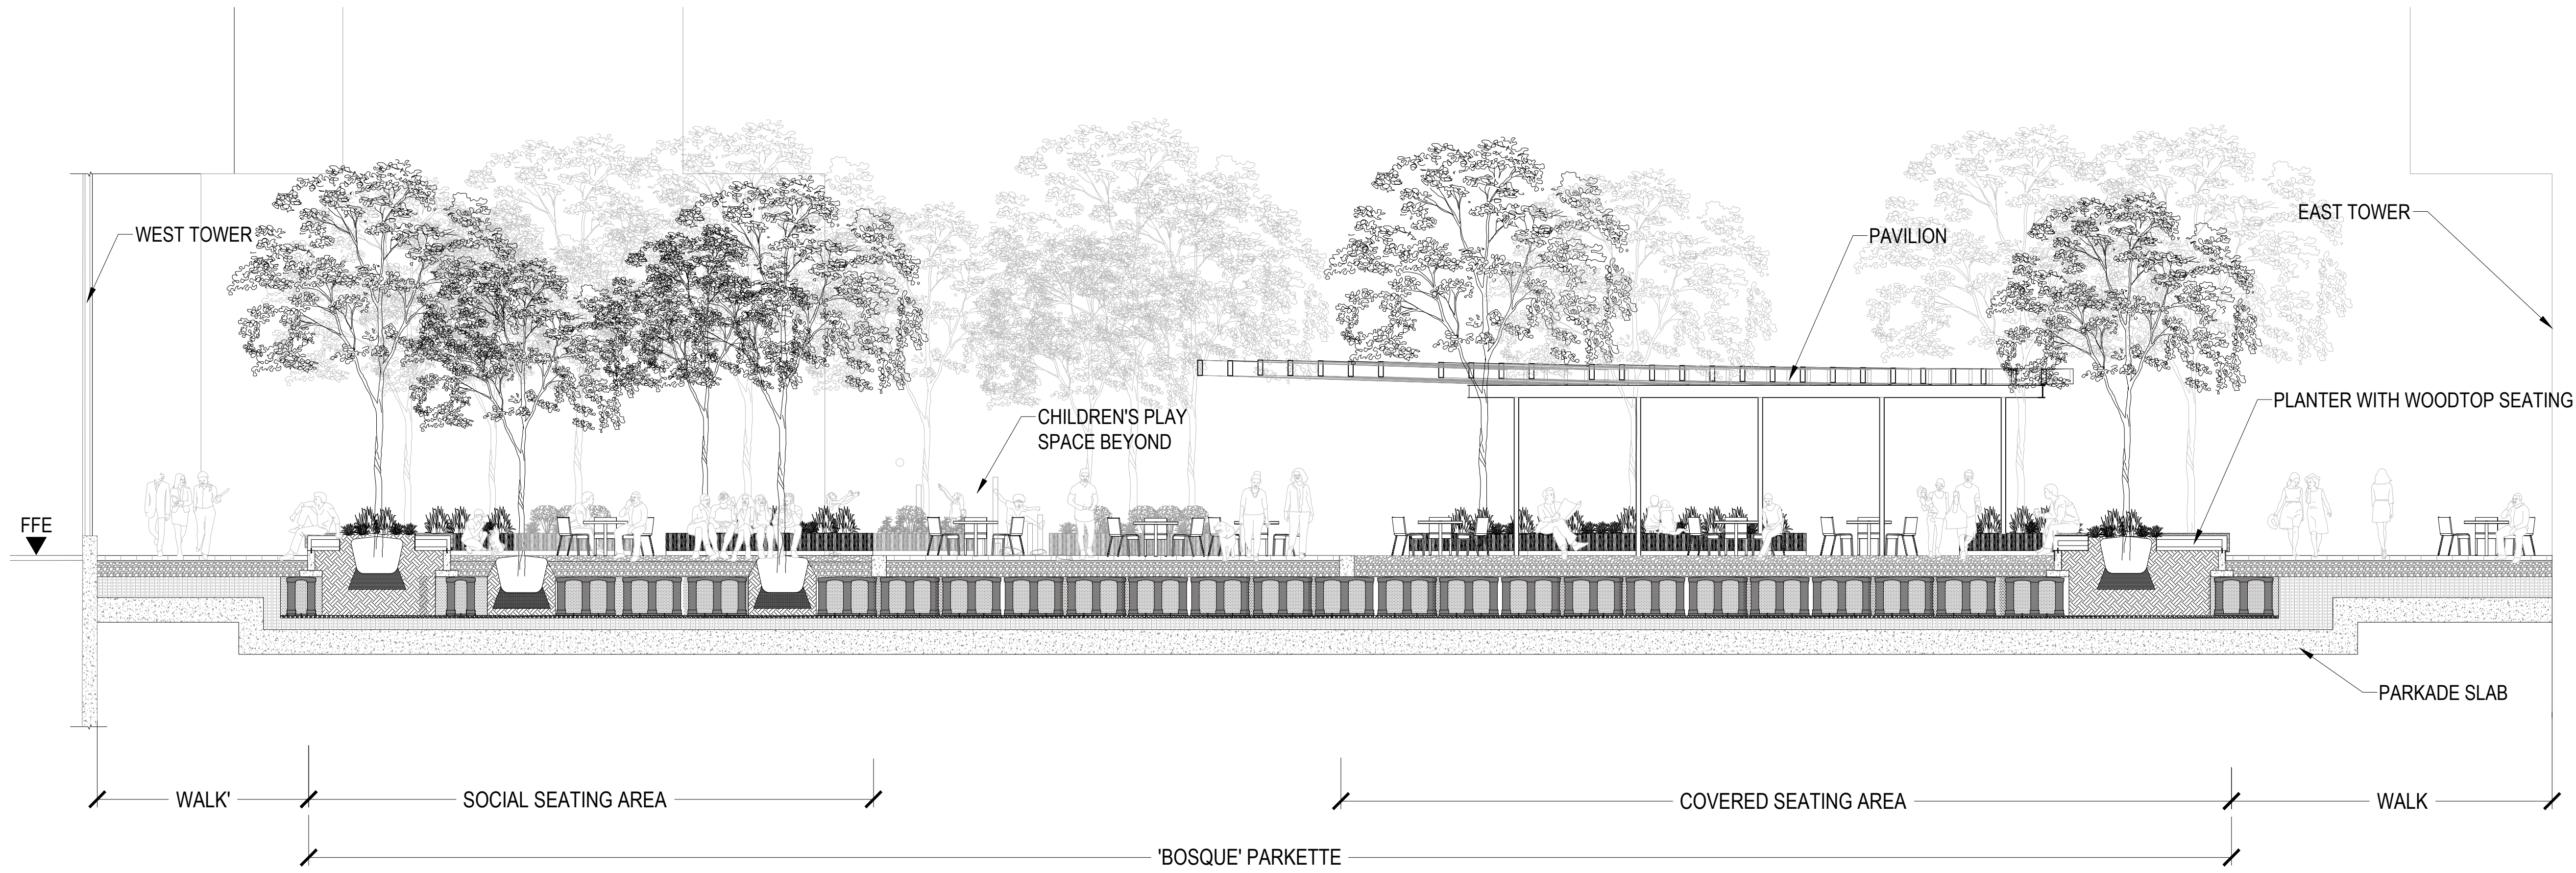 WEST TOWER
EAST TOWER
PAVILION
PLANTER WITH WOODTOP SEATING
CHILDREN'S PLAY
SPACE BEYOND
FFE
PARKADE SLAB
WALK'
SOCIAL SEATING AREA
COVERED SEATING AREA
WALK
'BOSQUE' PARKETTE